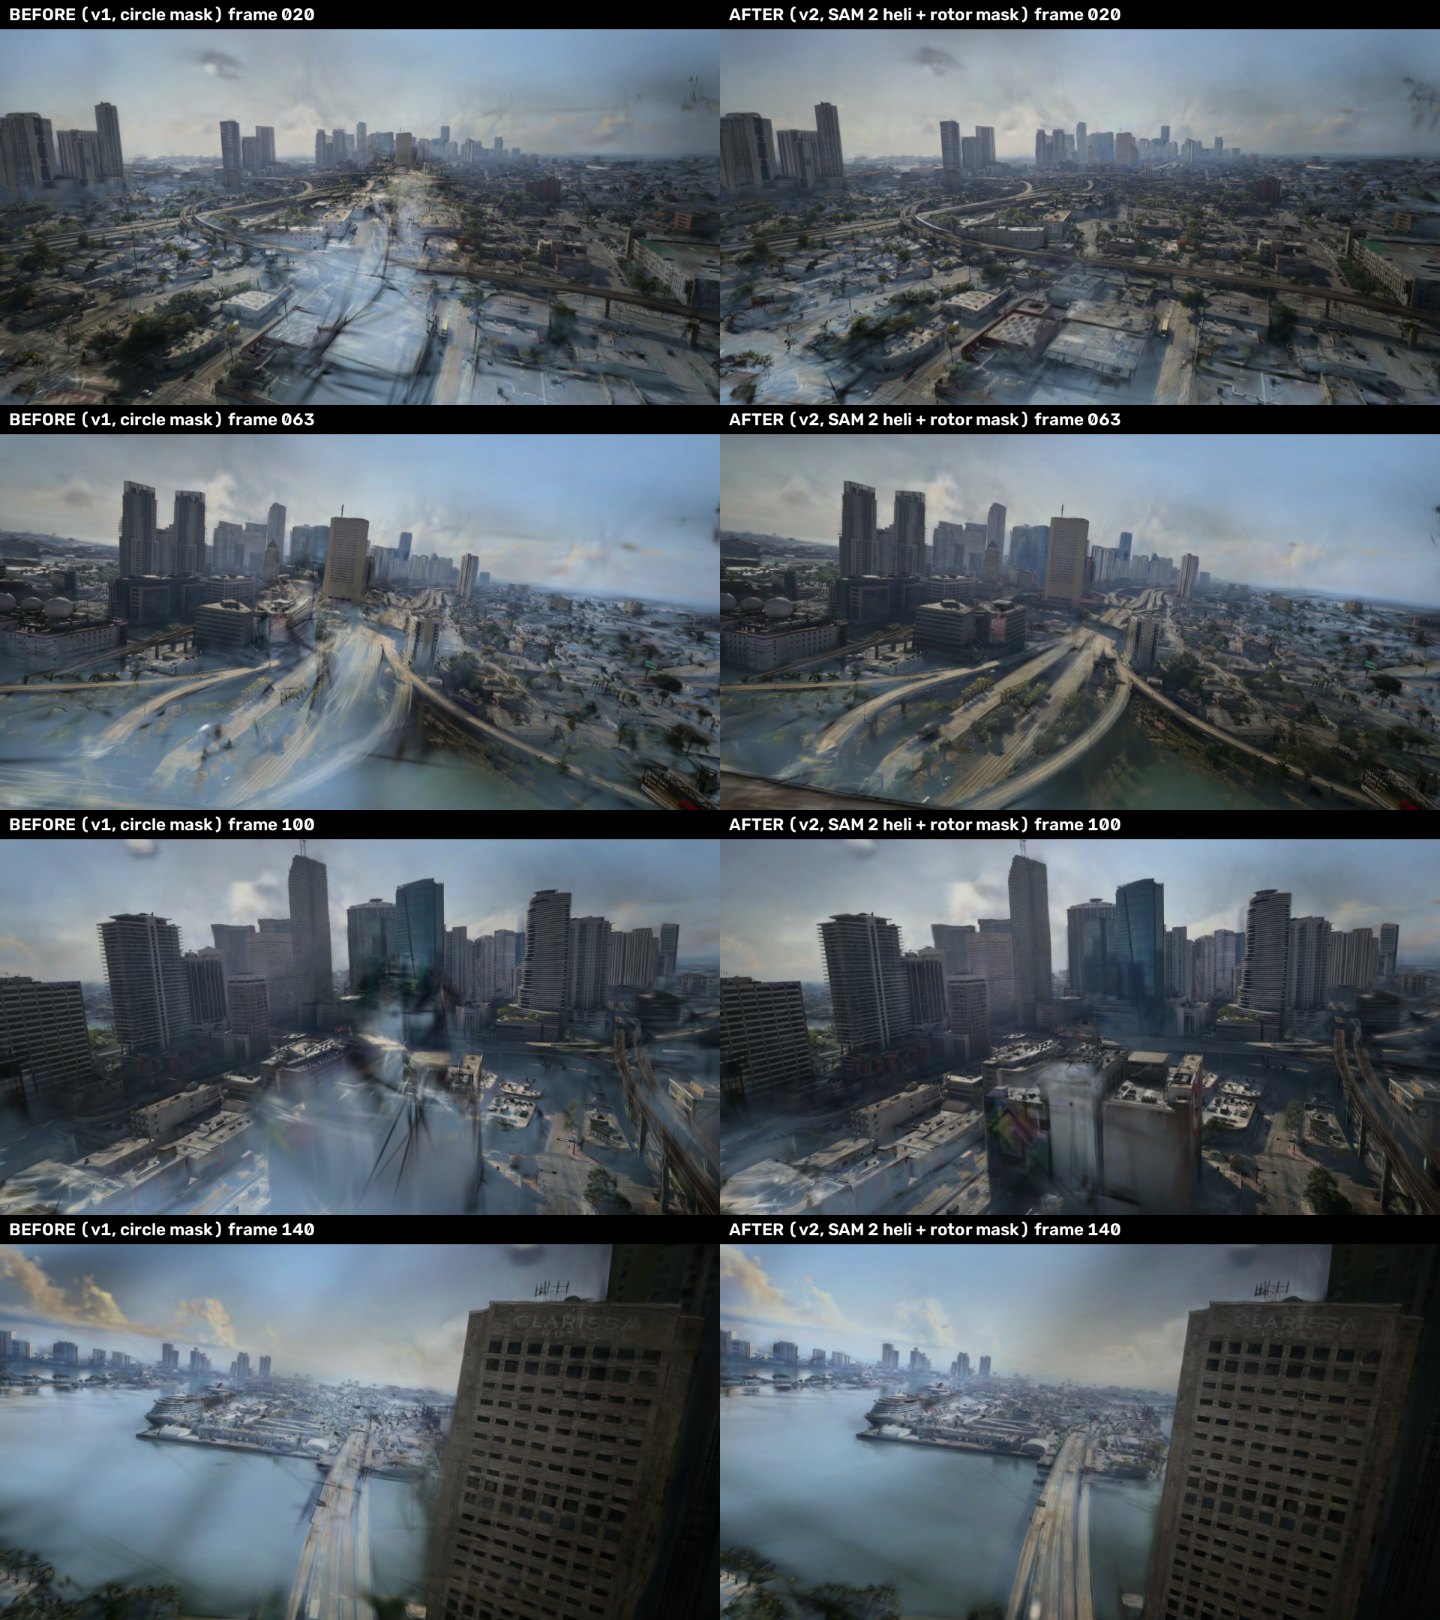 BEFORE (v1, circle mask) frame 020
AFTER (v2, SAM 2 heli + rotor mask) frame 020
BEFORE (v1, circle mask) frame 063
AFTER (v2, SAM 2 heli + rotor mask) frame 063
BEFORE (v1, circle mask) frame 100
AFTER (v2, SAM 2 heli + rotor mask) frame 100
BEFORE (v1, circle mask) frame 140
AFTER (v2, SAM 2 heli + rotor mask) frame 140
CLARISSA
HOTEL
CLARISSA